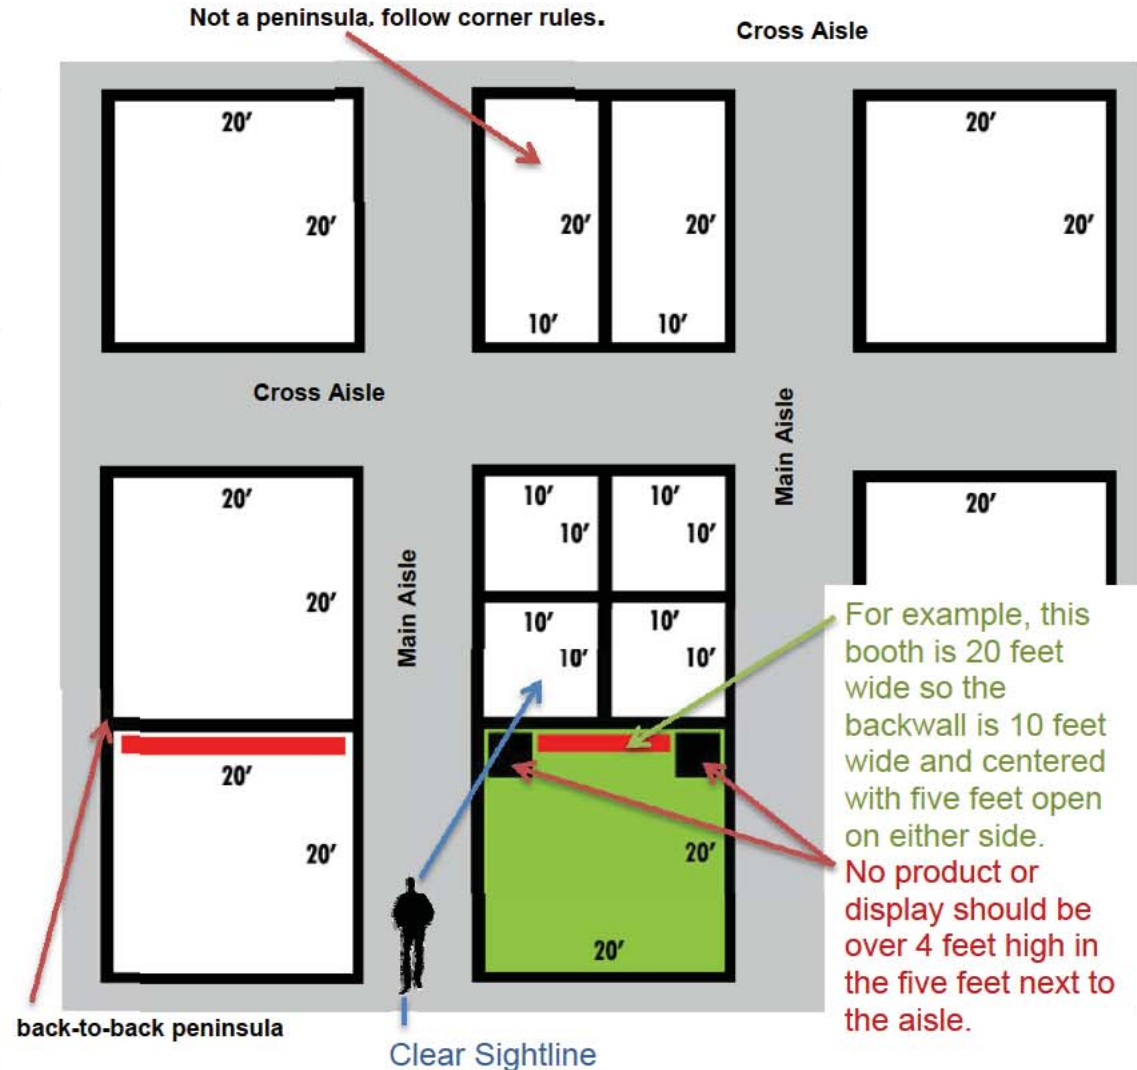 Not a peninsula, follow corner rules.
Cross Aisle
20'
20'
20'
10'
20'
10'
20'
20'
Cross Aisle
Main Aisle
20'
20'
Main Aisle
10'
10'
10'
10'
10'
10'
10'
10'
20'
20'
20'
20'
20'
For example, this
booth is 20 feet
wide so the
backwall is 10 feet
wide and centered
with five feet open
on either side.
No product or
display should be
over 4 feet high in
the five feet next to
the aisle.
back-to-back peninsula
Clear Sightline